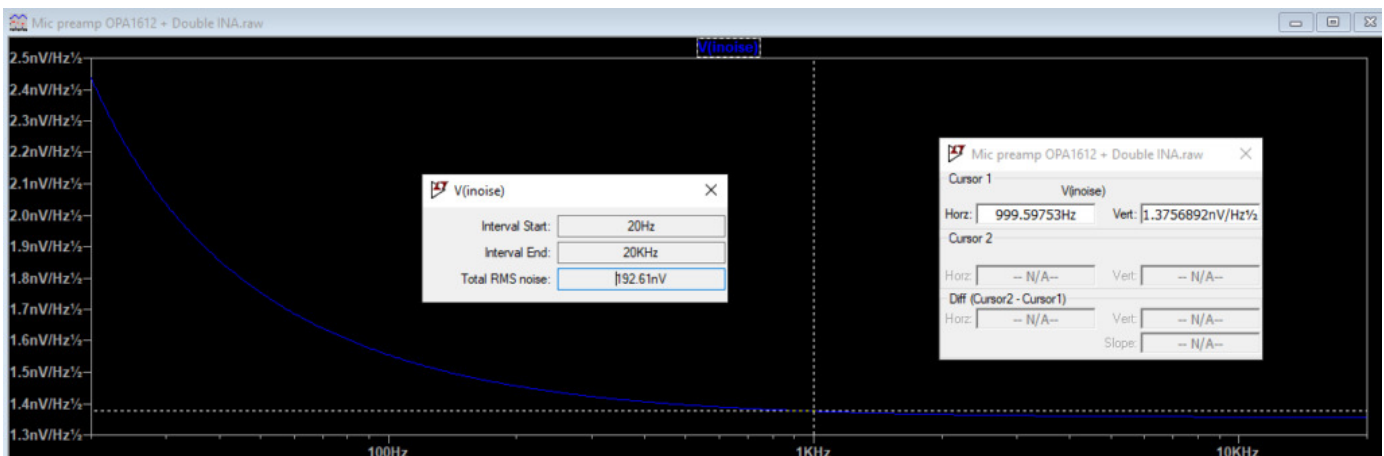 Mic preamp OPA1612 + Double INA.raw
V(inoise)
2.5nV/Hz½
2.4nV/Hz½
2.3nV/Hz½
2.2nV/Hz½
2.1nV/Hz½
2.0nV/Hz½
1.9nV/Hz½
1.8nV/Hz½
1.7nV/Hz½
1.6nV/Hz½
1.5nV/Hz½
1.4nV/Hz½
1.3nV/Hz½
100Hz
1KHz
10KHz
V(inoise)
Interval Start: 20Hz
Interval End: 20KHz
Total RMS noise: 192.61nV
Mic preamp OPA1612 + Double INA.raw
Cursor 1
V(inoise)
Horz: 999.59753Hz Vert: 1.3756892nV/Hz½
Cursor 2
Horz: -- N/A-- Vert: -- N/A--
Diff (Cursor2 - Cursor1)
Horz: -- N/A-- Vert: -- N/A--
Slope: -- N/A--